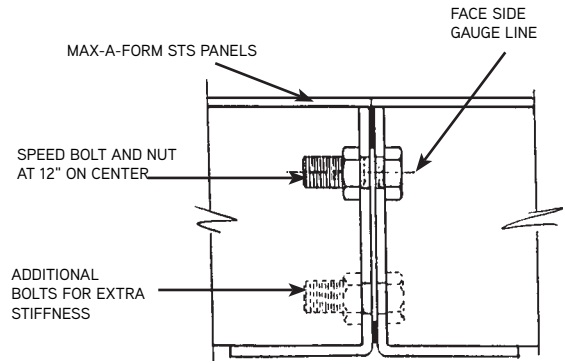 FACE SIDE
GAUGE LINE
MAX-A-FORM STS PANELS
SPEED BOLT AND NUT
AT 12" ON CENTER
ADDITIONAL
BOLTS FOR EXTRA
STIFFNESS